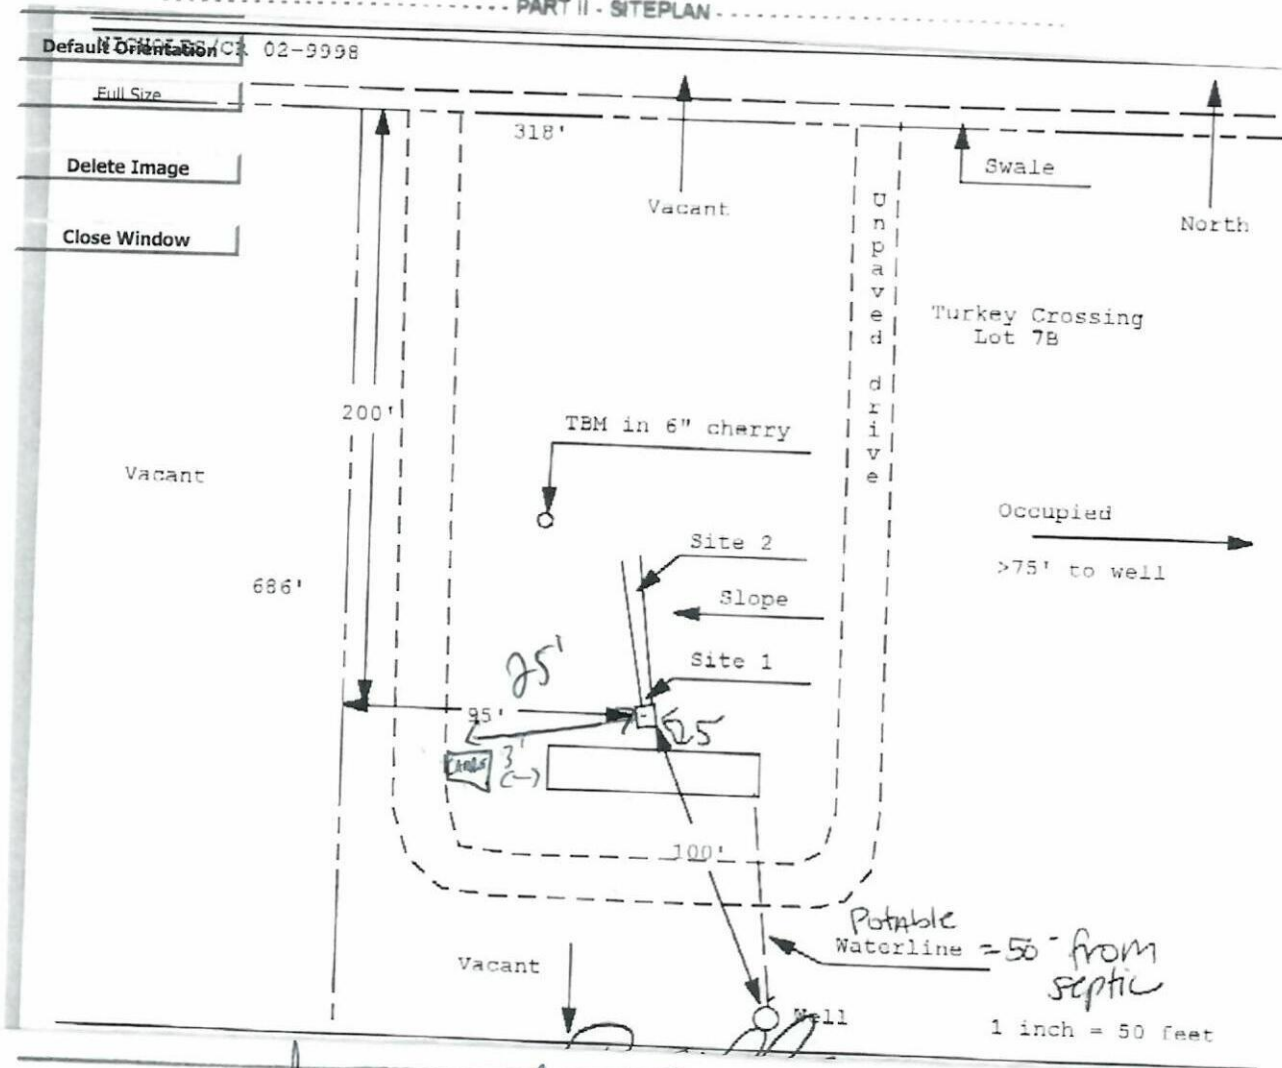 PART II - SITEPLAN
Default Orientation
02-9998
Full Size
318'
Swale
Delete Image
Vacant
North
Close Window
Unpaved drive
Turkey Crossing
Lot 7B
200'
TBM in 6" cherry
Vacant
Occupied
>75' to well
Site 2
686'
Slope
25'
Site 1
95'
25
3'
(—)
100'
Potable
Waterline = 50' from
septic
Vacant
Well
1 inch = 50 feet